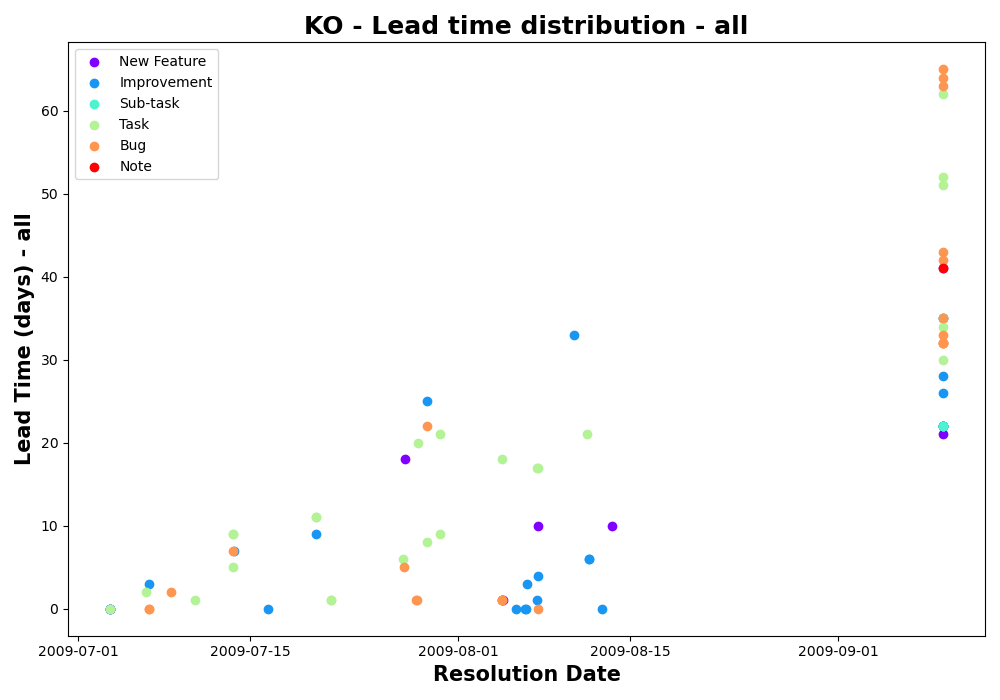 KO - Lead time distribution - all
New Feature
Improvement
Sub-task
Task
Bug
Note
60
50
40
30
20
10
0
Lead Time (days) - all
2009-07-01
2009-07-15
2009-08-01
2009-08-15
2009-09-01
Resolution Date